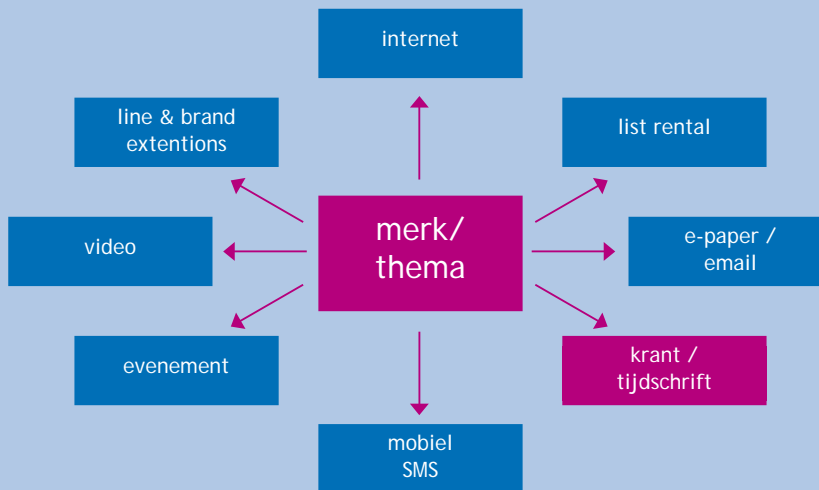 internet
line & brand
extentions
list rental
merk/
thema
video
e-paper /
email
evenement
krant /
tijdschrift
mobiel
SMS